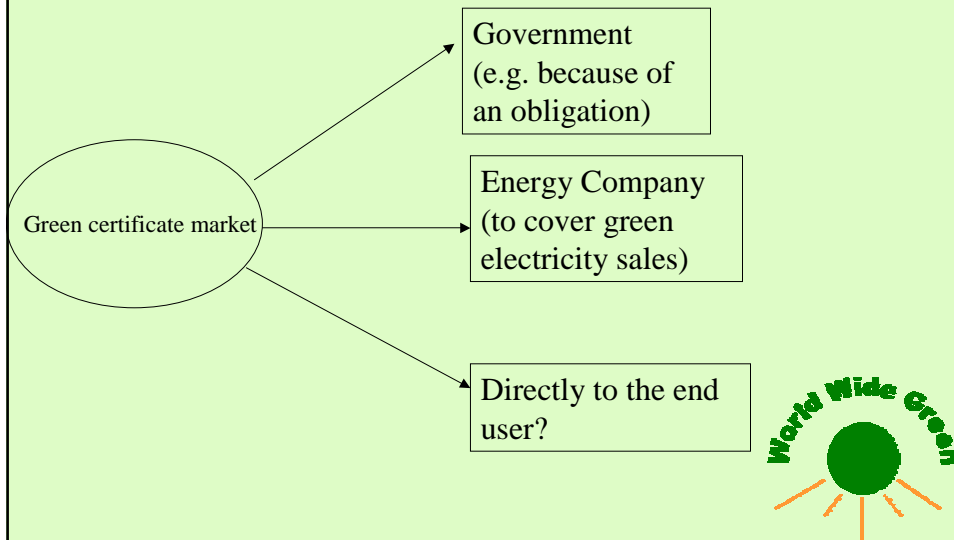 Government
(e.g. because of
an obligation)
Green certificate market
Energy Company
(to cover green
electricity sales)
Directly to the end
user?
World Wide Green